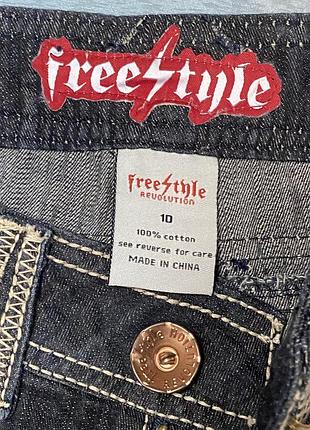 freestyle
freestyle
REVOLUTION
10
100% cotton
see reverse for care
MADE IN CHINA